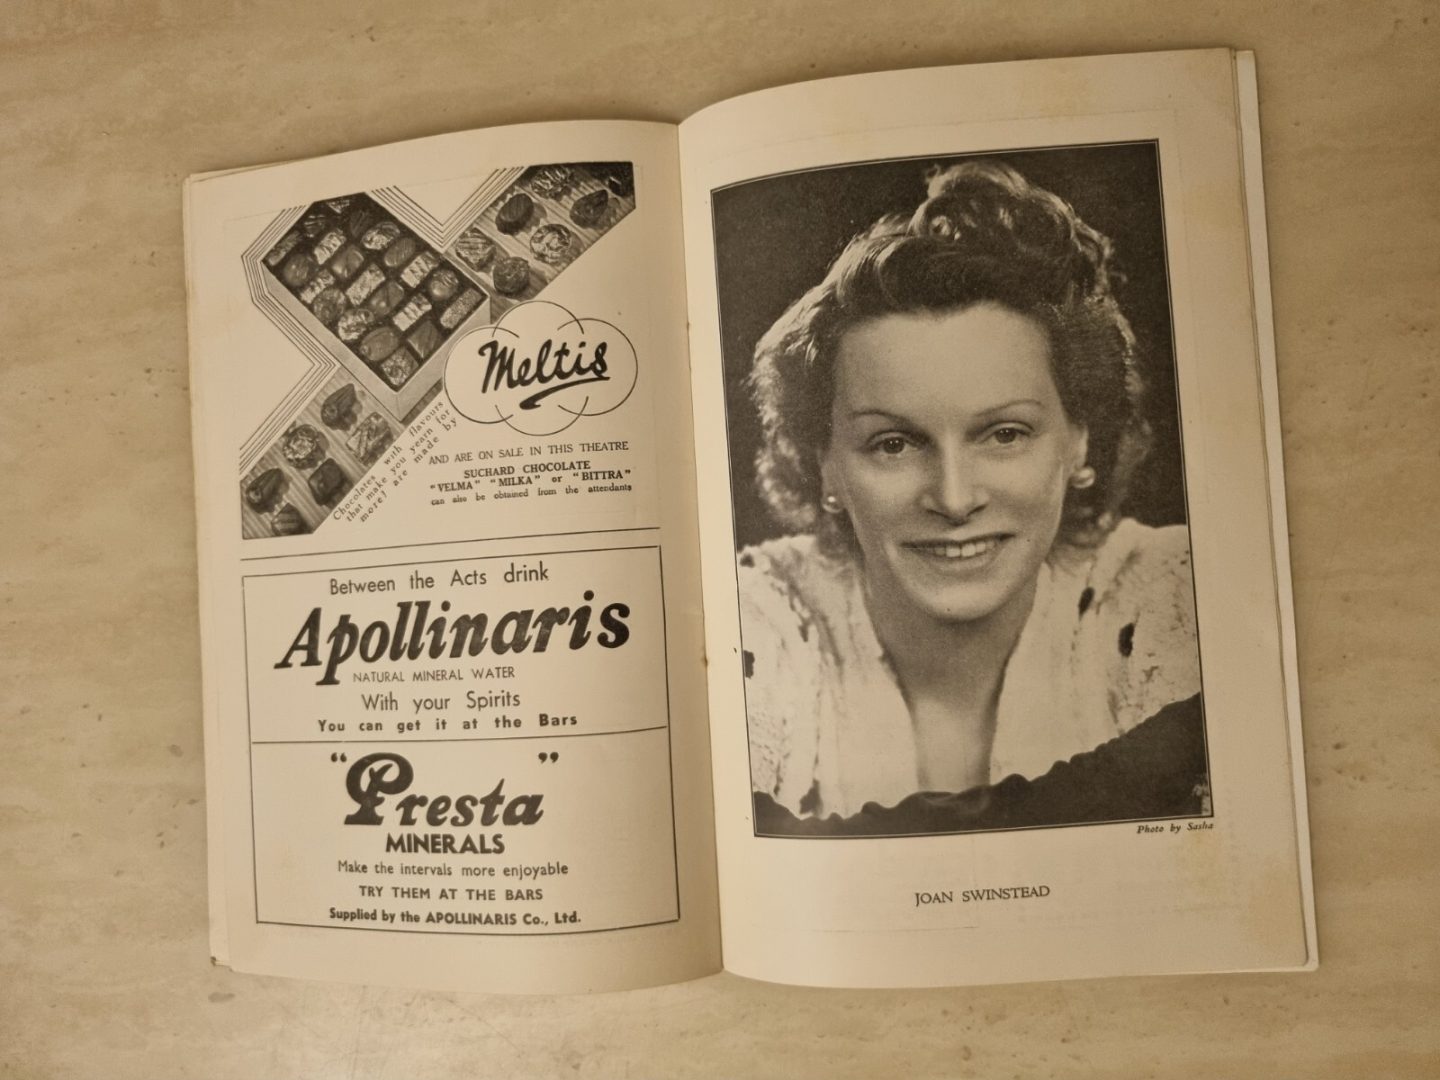 Meltis
Chocolates with flavours
that make you yearn for
more) are made by
AND ARE ON SALE IN THIS THEATRE
SUCHARD CHOCOLATE
"VELMA" "MILKA" or "BITTRA"
can also be obtained from the attendants
Between the Acts drink
Apollinaris
NATURAL MINERAL WATER
With your Spirits
You can get it at the Bars
"Presta"
MINERALS
Make the intervals more enjoyable
TRY THEM AT THE BARS
Supplied by the APOLLINARIS Co., Ltd.
Photo by Sasha
JOAN SWINSTEAD